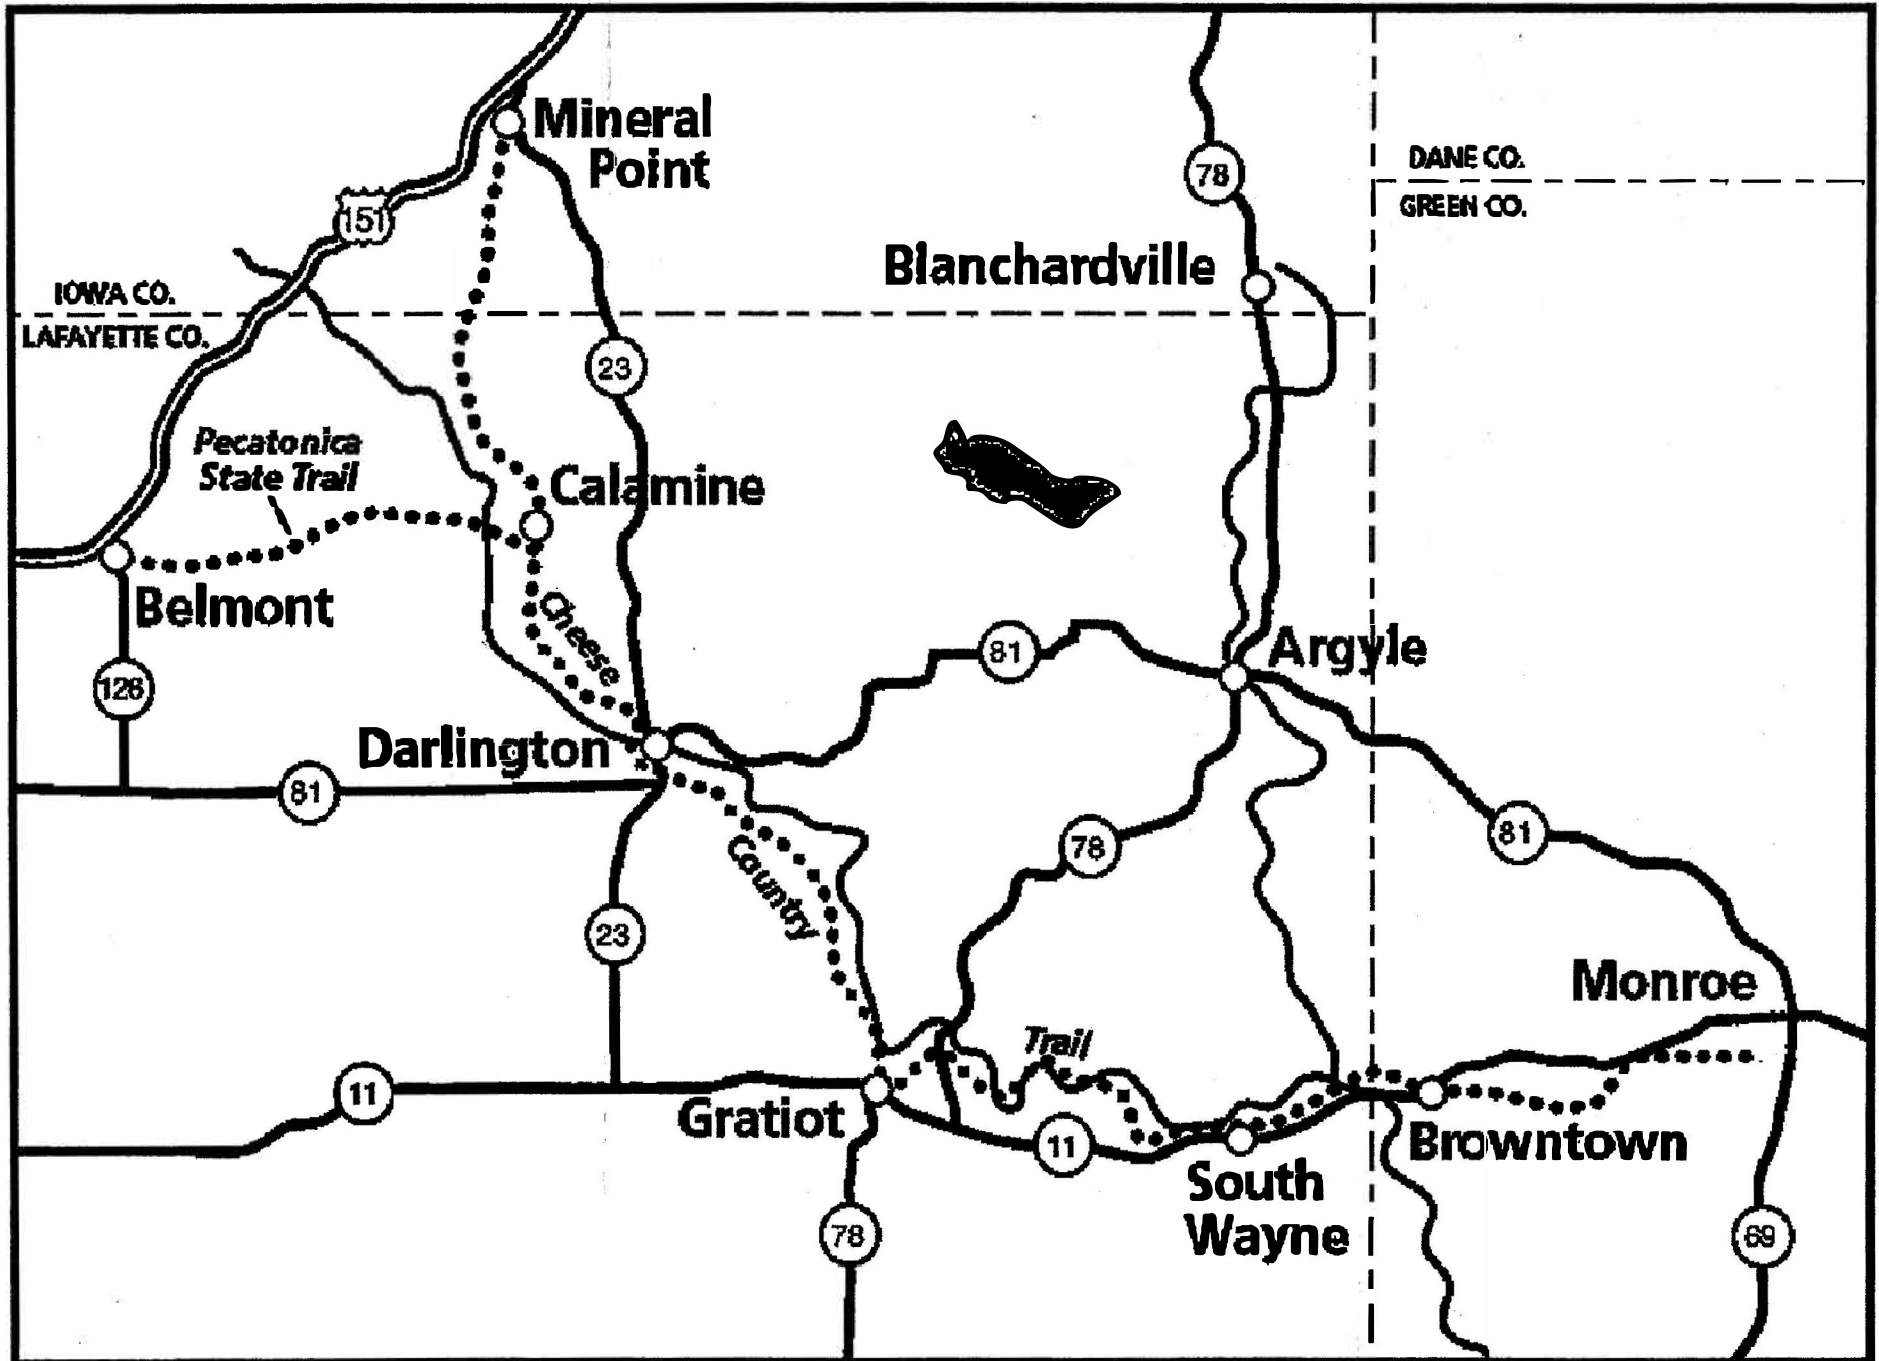 Mineral
Point
78
DANE CO.
GREEN CO.
151
Blanchardville
IOWA CO.
LAFAYETTE CO.
23
Pecatonica
State Trail
Calamine
Belmont
Cheese
81
Argyle
126
Darlington
81
81
Country
78
23
Monroe
Trail
11
Gratiot
11
Browntown
South
Wayne
78
69